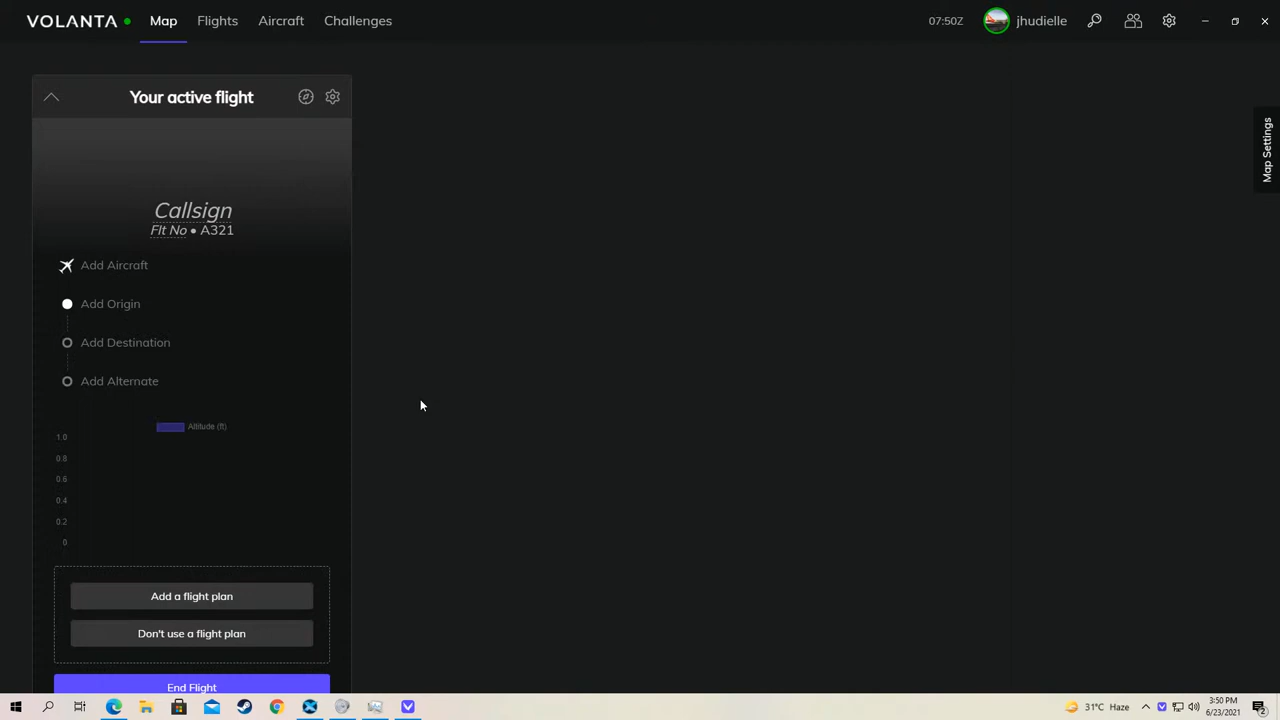 VOLANTA
Map
Flights
Aircraft
Challenges
07:50Z
jhudielle
Your active flight
Map Settings
Callsign
Flt No • A321
Add Aircraft
Add Origin
Add Destination
Add Alternate
Altitude (ft)
1.0
0.8
0.6
0.4
0.2
0
Add a flight plan
Don't use a flight plan
End Flight
31°C Haze
3:50 PM
6/23/2021
2